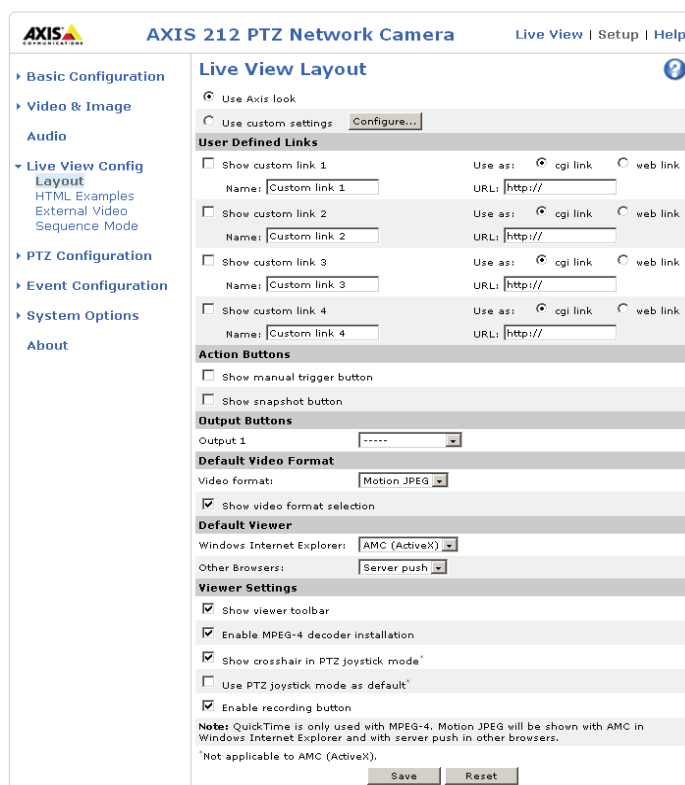 AXIS
COMMUNICATIONS
AXIS 212 PTZ Network Camera
Live View | Setup | Help
Basic Configuration
Video & Image
Audio
Live View Config
Layout
HTML Examples
External Video
Sequence Mode
PTZ Configuration
Event Configuration
System Options
About
Live View Layout
?
Use Axis look
Use custom settings Configure...
User Defined Links
Show custom link 1 Use as: cgi link web link
Name: Custom link 1 URL: http://
Show custom link 2 Use as: cgi link web link
Name: Custom link 2 URL: http://
Show custom link 3 Use as: cgi link web link
Name: Custom link 3 URL: http://
Show custom link 4 Use as: cgi link web link
Name: Custom link 4 URL: http://
Action Buttons
Show manual trigger button
Show snapshot button
Output Buttons
Output 1 -----
Default Video Format
Video format: Motion JPEG
Show video format selection
Default Viewer
Windows Internet Explorer: AMC (ActiveX)
Other Browsers: Server push
Viewer Settings
Show viewer toolbar
Enable MPEG-4 decoder installation
Show crosshair in PTZ joystick mode*
Use PTZ joystick mode as default*
Enable recording button
Note: QuickTime is only used with MPEG-4. Motion JPEG will be shown with AMC in
Windows Internet Explorer and with server push in other browsers.
*Not applicable to AMC (ActiveX).
Save Reset